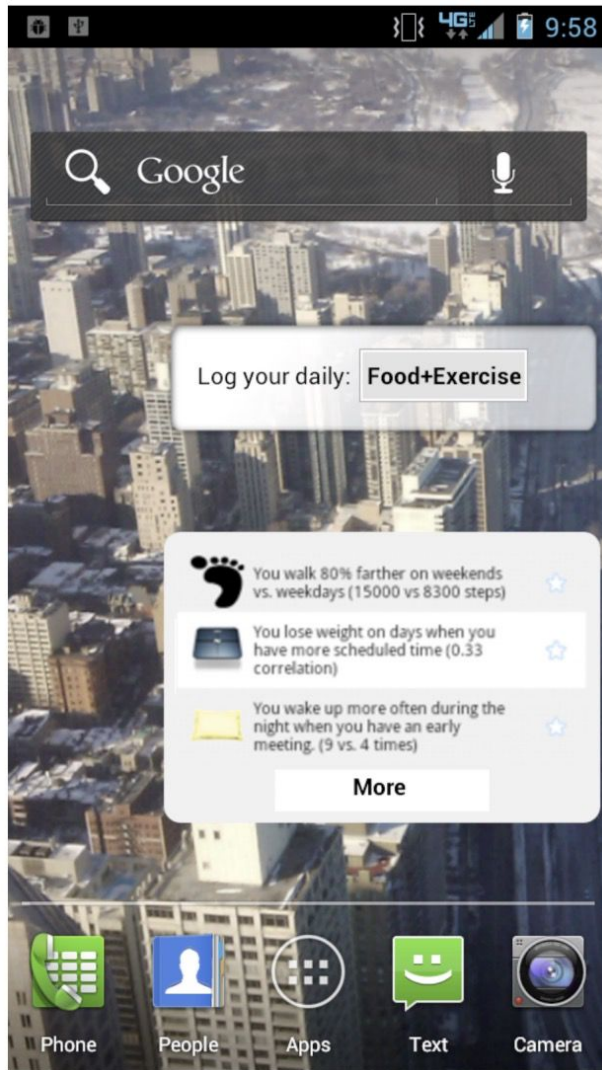 4G LTE 9:58
Google
Log your daily: Food+Exercise
You walk 80% farther on weekends
vs. weekdays (15000 vs 8300 steps)
You lose weight on days when you
have more scheduled time (0.33
correlation)
You wake up more often during the
night when you have an early
meeting. (9 vs. 4 times)
More
Phone People Apps Text Camera